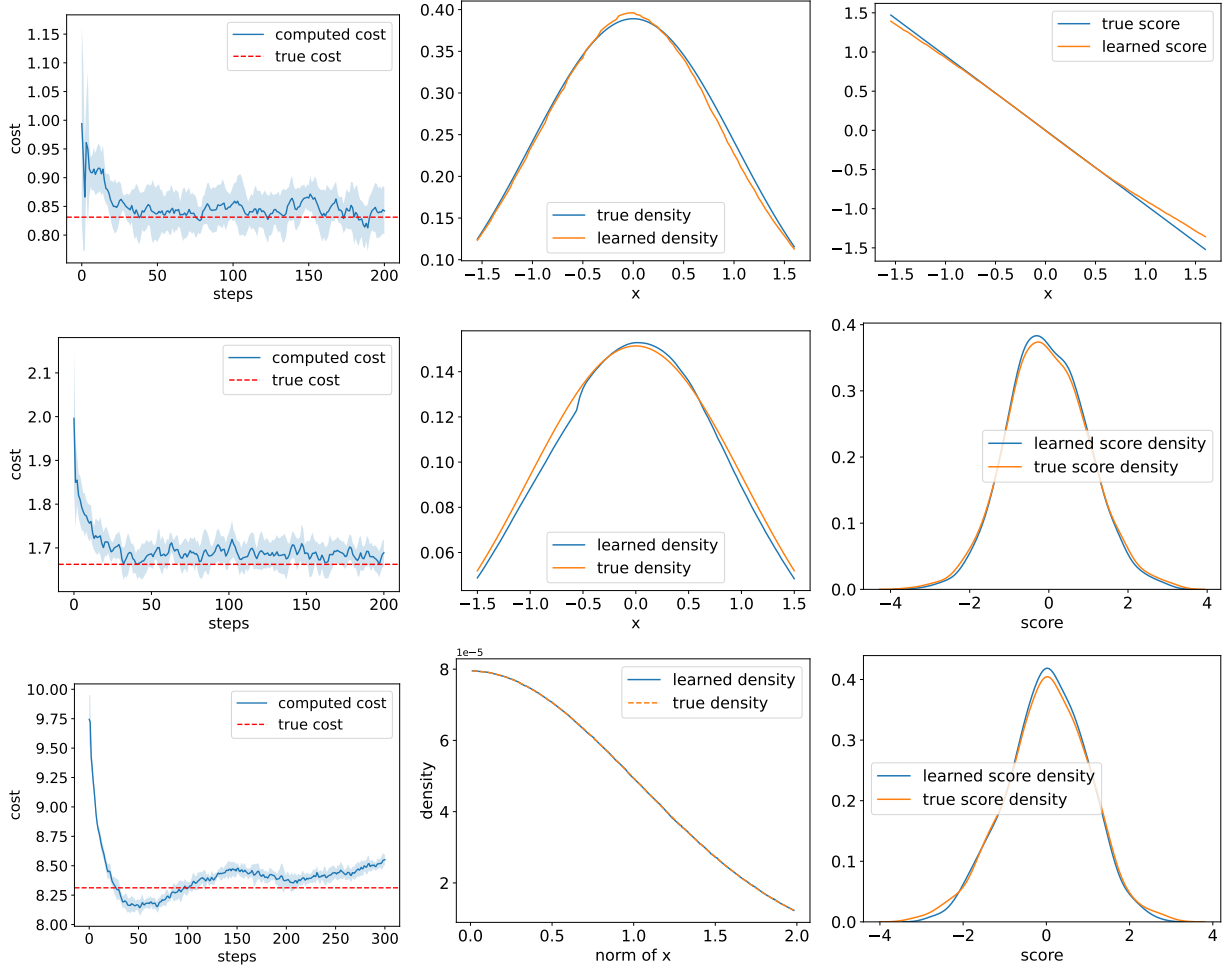 1.15
1.10
1.05
1.00
0.95
0.90
0.85
0.80
cost
computed cost
true cost
0 50 100 150 200
steps
0.40
0.35
0.30
0.25
0.20
0.15
0.10
true density
learned density
−1.5 −1.0 −0.5 0.0 0.5 1.0 1.5
x
1.5
1.0
0.5
0.0
−0.5
−1.0
−1.5
true score
learned score
−1.5 −1.0 −0.5 0.0 0.5 1.0 1.5
x
2.1
2.0
1.9
1.8
1.7
1.6
cost
computed cost
true cost
0 50 100 150 200
steps
0.14
0.12
0.10
0.08
0.06
learned density
true density
−1.5 −1.0 −0.5 0.0 0.5 1.0 1.5
x
0.4
0.3
0.2
0.1
0.0
learned score density
true score density
−4 −2 0 2 4
score
10.00
9.75
9.50
9.25
9.00
8.75
8.50
8.25
8.00
cost
computed cost
true cost
0 50 100 150 200 250 300
steps
1e−5
8
6
4
2
density
learned density
true density
0.0 0.5 1.0 1.5 2.0
norm of x
0.4
0.3
0.2
0.1
0.0
learned score density
true score density
−4 −2 0 2 4
score